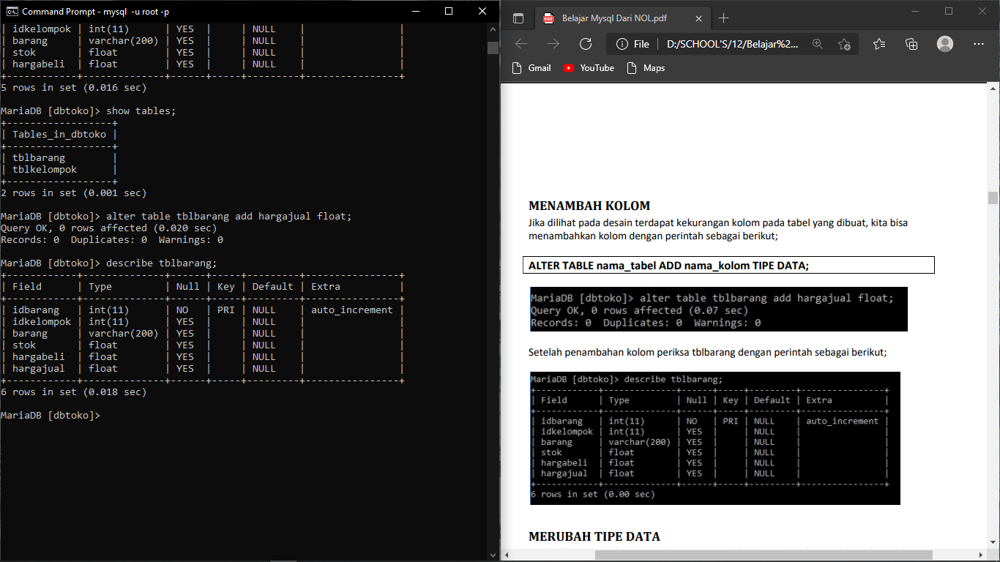 Command Prompt - mysql -u root -p
| idkelompok | int(11)      | YES  |     | NULL    |                |
| barang     | varchar(200) | YES  |     | NULL    |                |
| stok       | float        | YES  |     | NULL    |                |
| hargabeli  | float        | YES  |     | NULL    |                |
+------------+--------------+------+-----+---------+----------------+
5 rows in set (0.016 sec)
MariaDB [dbtoko]> show tables;
+------------------+
| Tables_in_dbtoko |
+------------------+
| tblbarang        |
| tblkelompok      |
+------------------+
2 rows in set (0.001 sec)
MariaDB [dbtoko]> alter table tblbarang add hargajual float;
Query OK, 0 rows affected (0.020 sec)
Records: 0  Duplicates: 0  Warnings: 0
MariaDB [dbtoko]> describe tblbarang;
+------------+--------------+------+-----+---------+----------------+
| Field      | Type         | Null | Key | Default | Extra          |
+------------+--------------+------+-----+---------+----------------+
| idbarang   | int(11)      | NO   | PRI | NULL    | auto_increment |
| idkelompok | int(11)      | YES  |     | NULL    |                |
| barang     | varchar(200) | YES  |     | NULL    |                |
| stok       | float        | YES  |     | NULL    |                |
| hargabeli  | float        | YES  |     | NULL    |                |
| hargajual  | float        | YES  |     | NULL    |                |
+------------+--------------+------+-----+---------+----------------+
6 rows in set (0.018 sec)
MariaDB [dbtoko]>
Belajar Mysql Dari NOL.pdf
File | D:/SCHOOL'S/12/Belajar%2...
Gmail YouTube Maps
MENAMBAH KOLOM
Jika dilihat pada desain terdapat kekurangan kolom pada tabel yang dibuat, kita bisa
menambahkan kolom dengan perintah sebagai berikut;
ALTER TABLE nama_tabel ADD nama_kolom TIPE DATA;
MariaDB [dbtoko]> alter table tblbarang add hargajual float;
Query OK, 0 rows affected (0.07 sec)
Records: 0  Duplicates: 0  Warnings: 0
Setelah penambahan kolom periksa tblbarang dengan perintah sebagai berikut;
MariaDB [dbtoko]> describe tblbarang;
+------------+--------------+------+-----+---------+----------------+
| Field      | Type         | Null | Key | Default | Extra          |
+------------+--------------+------+-----+---------+----------------+
| idbarang   | int(11)      | NO   | PRI | NULL    | auto_increment |
| idkelompok | int(11)      | YES  |     | NULL    |                |
| barang     | varchar(200) | YES  |     | NULL    |                |
| stok       | float        | YES  |     | NULL    |                |
| hargabeli  | float        | YES  |     | NULL    |                |
| hargajual  | float        | YES  |     | NULL    |                |
+------------+--------------+------+-----+---------+----------------+
6 rows in set (0.00 sec)
MERUBAH TIPE DATA